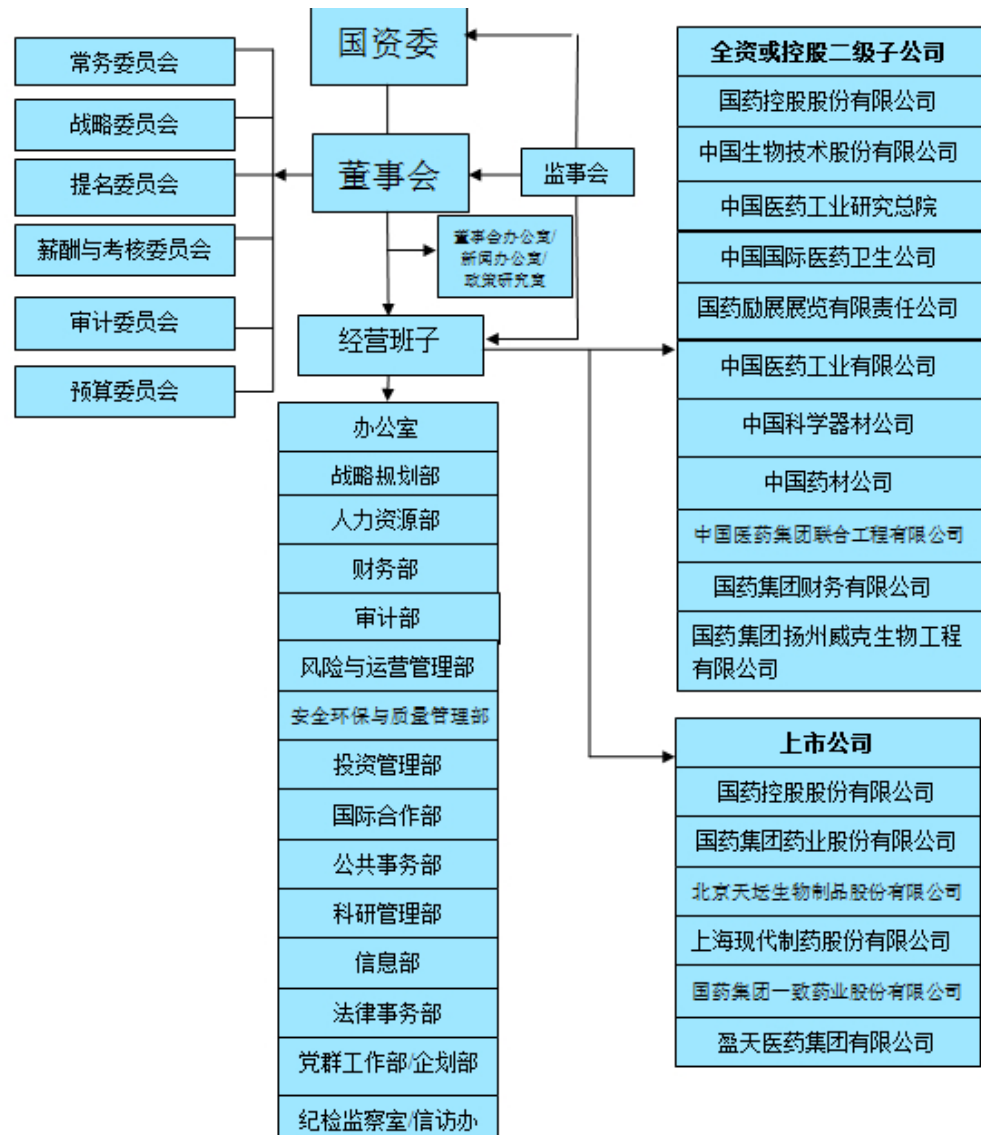 国资委
董事会
监事会
董事会办公室/
新闻办公室/
政策研究室
经营班子
常务委员会
战略委员会
提名委员会
薪酬与考核委员会
审计委员会
预算委员会
办公室
战略规划部
人力资源部
财务部
审计部
风险与运营管理部
安全环保与质量管理部
投资管理部
国际合作部
公共事务部
科研管理部
信息部
法律事务部
党群工作部/企划部
纪检监察室/信访办
全资或控股二级子公司
国药控股股份有限公司
中国生物技术股份有限公司
中国医药工业研究总院
中国国际医药卫生公司
国药励展展览有限责任公司
中国医药工业有限公司
中国科学器材公司
中国药材公司
中国医药集团联合工程有限公司
国药集团财务有限公司
国药集团扬州威克生物工程
有限公司
上市公司
国药控股股份有限公司
国药集团药业股份有限公司
北京天坛生物制品股份有限公司
上海现代制药股份有限公司
国药集团一致药业股份有限公司
盈天医药集团有限公司